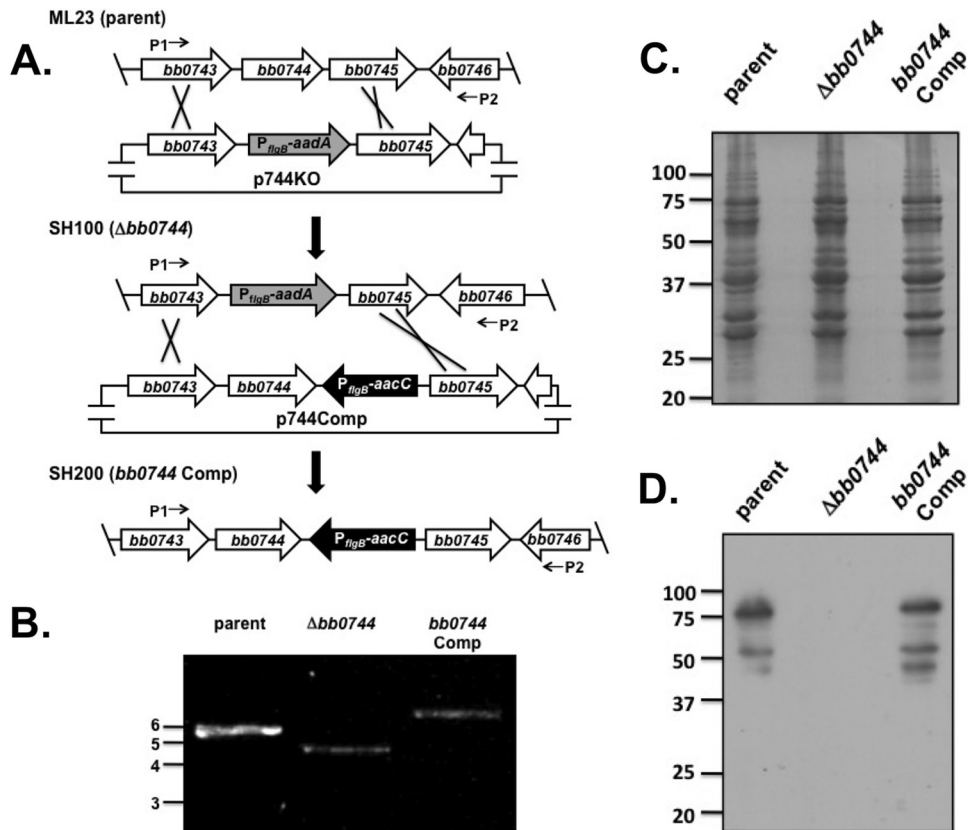 ML23 (parent)
A.
P1→
bb0743 bb0744 bb0745 bb0746
←P2
bb0743 PflgB-aadA bb0745
p744KO
SH100 (Δbb0744)
P1→
bb0743 PflgB-aadA bb0745 bb0746
←P2
bb0743 bb0744 PflgB-aacC bb0745
p744Comp
SH200 (bb0744 Comp)
P1→
bb0743 bb0744 PflgB-aacC bb0745 bb0746
←P2
B.
parent Δbb0744 bb0744
Comp
6
5
4
3
C.
parent Δbb0744 bb0744
Comp
100
75
50
37
25
20
D.
parent Δbb0744 bb0744
Comp
100
75
50
37
25
20